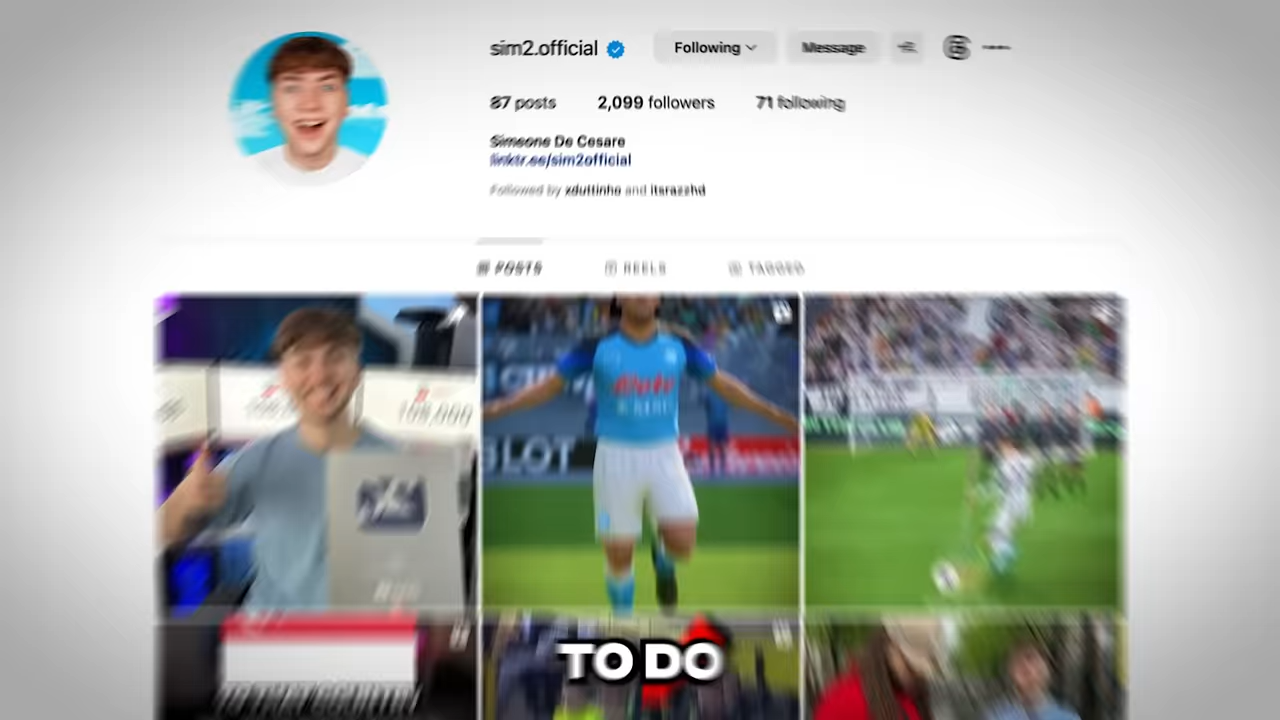 sim2.official
Following
Message
87 posts
2,099 followers
71 following
Simeone De Cesare
linktr.ee/sim2official
Followed by xduttinho and itsrazzhd
POSTS
REELS
TAGGED
TO DO